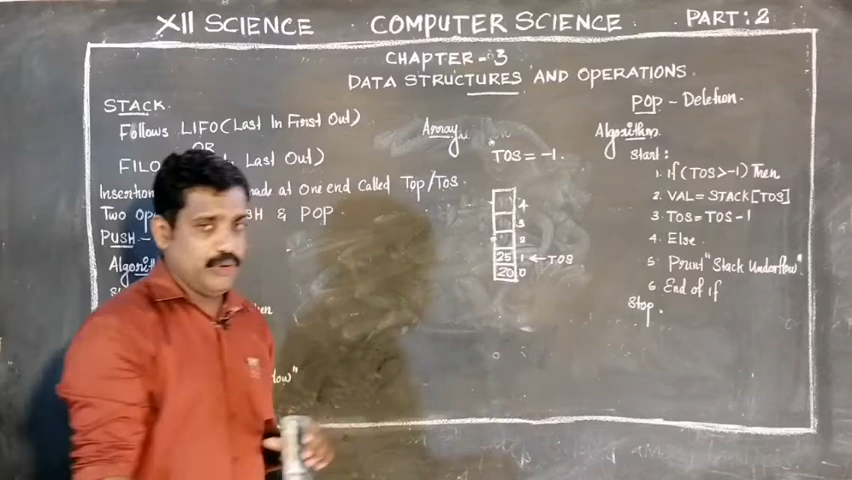 XII SCIENCE COMPUTER SCIENCE PART: 2
CHAPTER - 3
DATA STRUCTURES AND OPERATIONS
STACK
Follows LIFO (Last In First Out)
OR
FILO Last Out)
Insertion made at One end Called Top/TOS
Two & POP
PUSH -
TOS = -1.
4
3
2
25 1 ← TOS
20 0
POP - Deletion.
Algorithm
Start:
1. If (TOS > -1) Then
2. VAL = STACK [TOS]
3. TOS = TOS - 1
4. Else.
5. Print "Stack Underflow".
6 End of if
Stop.